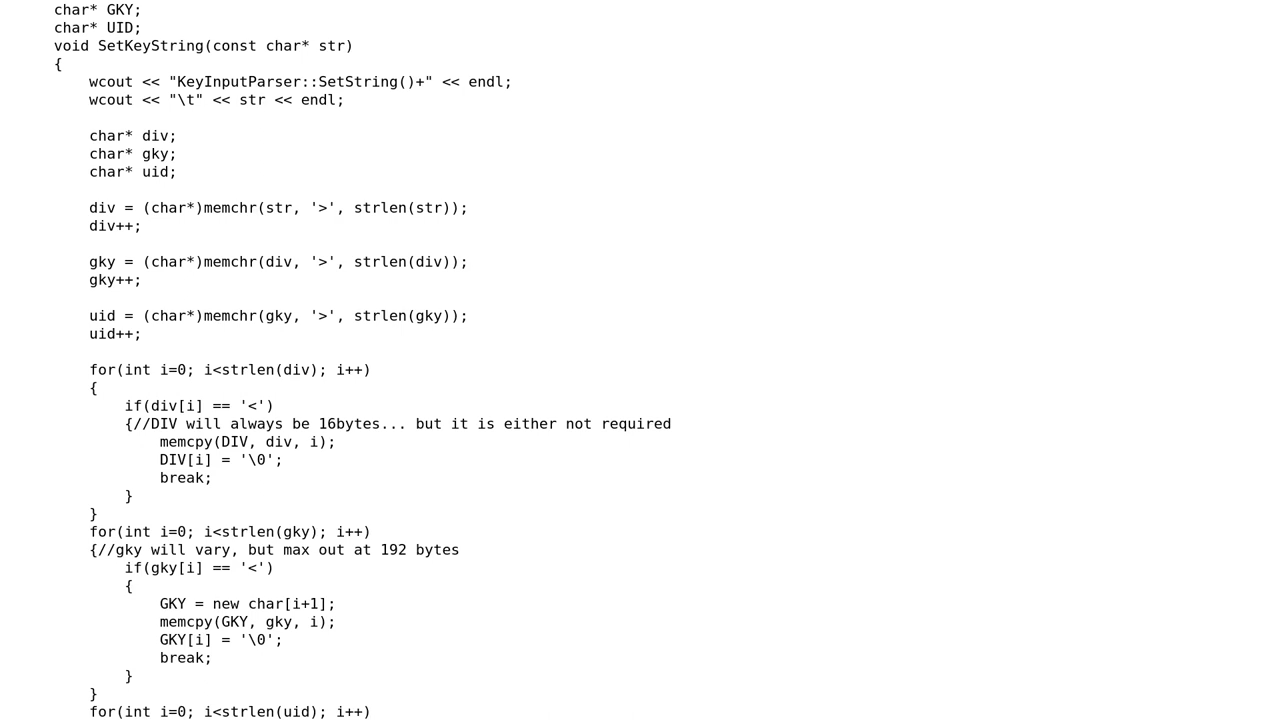 char* GKY;
char* UID;
void SetKeyString(const char* str)
{
wcout << "KeyInputParser::SetString()+" << endl;
wcout << "\t" << str << endl;
char* div;
char* gky;
char* uid;
div = (char*)memchr(str, '>', strlen(str));
div++;
gky = (char*)memchr(div, '>', strlen(div));
gky++;
uid = (char*)memchr(gky, '>', strlen(gky));
uid++;
for(int i=0; i<strlen(div); i++)
{
if(div[i] == '<')
{//DIV will always be 16bytes... but it is either not required
memcpy(DIV, div, i);
DIV[i] = '\0';
break;
}
}
for(int i=0; i<strlen(gky); i++)
{//gky will vary, but max out at 192 bytes
if(gky[i] == '<')
{
GKY = new char[i+1];
memcpy(GKY, gky, i);
GKY[i] = '\0';
break;
}
}
for(int i=0; i<strlen(uid); i++)